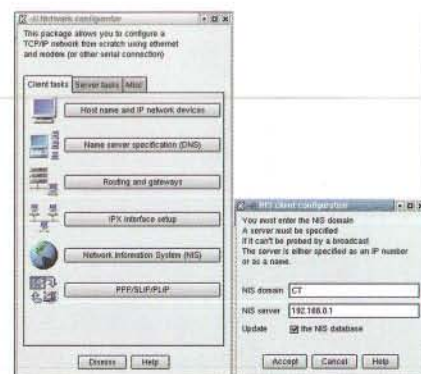 Network configurator
This package allows you to configure a
TCP/IP network from scratch using ethernet
and modem (or other serial connection)
Client tasks Server tasks Misc
Host name and IP network devices
Name server specification (DNS)
Routing and gateways
IPX interface setup
Network Information System (NIS)
PPP/SLIP/PLIP
Dismiss Help
NIS client configuration
You must enter the NIS domain
A server must be specified
if it can't be probed by a broadcast
The server is either specified as an IP number
or as a name.
NIS domain CT
NIS server 192.168.0.1
Update the NIS database
Accept Cancel Help